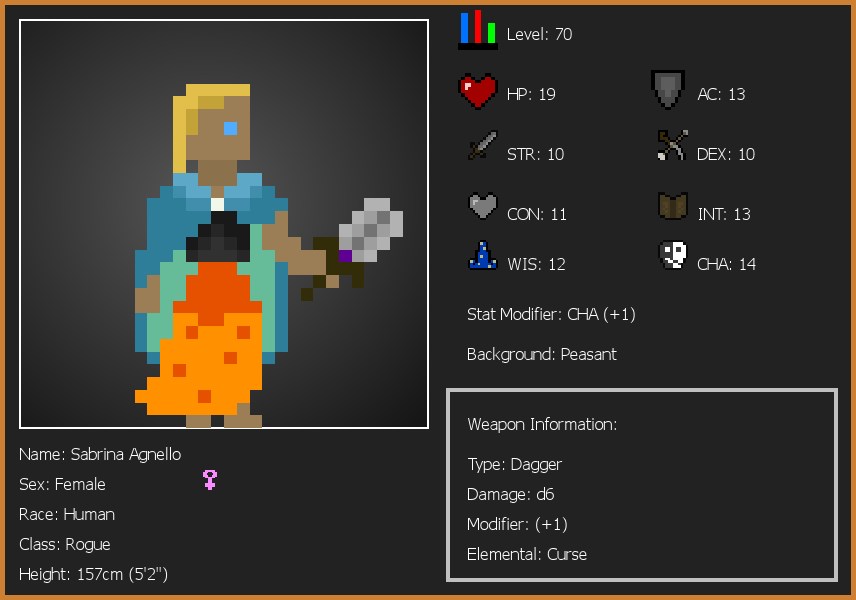 Level: 70
HP: 19
AC: 13
STR: 10
DEX: 10
CON: 11
INT: 13
WIS: 12
CHA: 14
Stat Modifier: CHA (+1)
Background: Peasant
Weapon Information:
Type: Dagger
Damage: d6
Modifier: (+1)
Elemental: Curse
Name: Sabrina Agnello
Sex: Female
Race: Human
Class: Rogue
Height: 157cm (5'2")